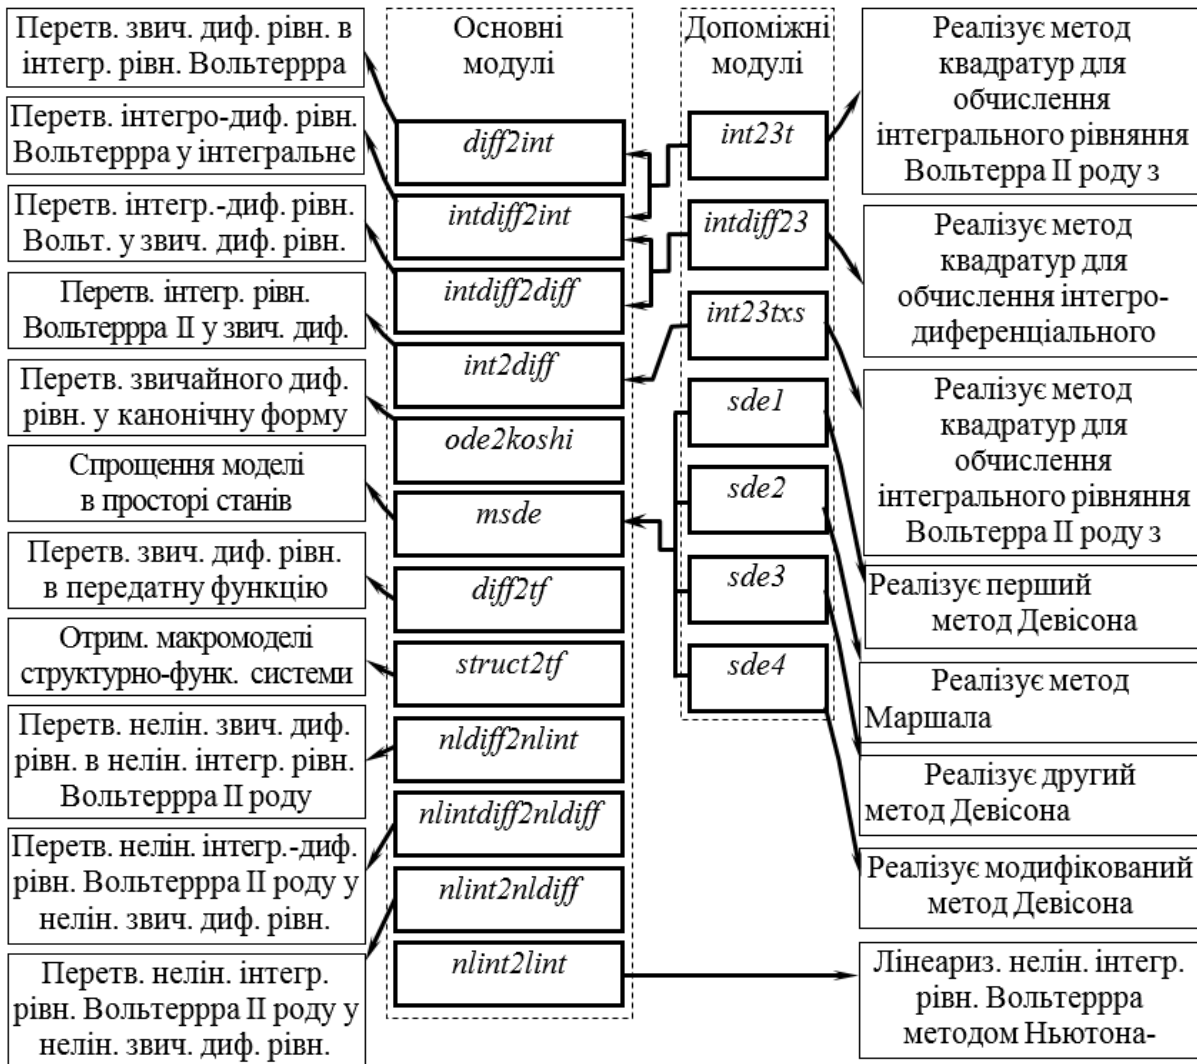 Перетв. звич. диф. рівн. в
інтегр. рівн. Вольтеррра
Перетв. інтегро-диф. рівн.
Вольтеррра у інтегральне
Перетв. інтегр.-диф. рівн.
Вольт. у звич. диф. рівн.
Перетв. інтегр. рівн.
Вольтеррра II у звич. диф.
Перетв. звичайного диф.
рівн. у канонічну форму
Спрощення моделі
в просторі станів
Перетв. звич. диф. рівн.
в передатну функцію
Отрим. макромоделі
структурно-функ. системи
Перетв. нелін. звич. диф.
рівн. в нелін. інтегр. рівн.
Вольтеррра II роду
Перетв. нелін. інтегр.-диф.
рівн. Вольтеррра II роду у
нелін. звич. диф. рівн.
Перетв. нелін. інтегр.
рівн. Вольтеррра II роду у
нелін. звич. диф. рівн.
Основні
модулі
diff2int
intdiff2int
intdiff2diff
int2diff
ode2koshi
msde
diff2tf
struct2tf
nldiff2nlint
nlintdiff2nldiff
nlint2nldiff
nlint2lint
Допоміжні
модулі
int23t
intdiff23
int23txs
sde1
sde2
sde3
sde4
Реалізує метод
квадратур для
обчислення
інтегрального рівняння
Вольтерра II роду з
Реалізує метод
квадратур для
обчислення інтегро-
диференціального
Реалізує метод
квадратур для
обчислення
інтегрального рівняння
Вольтерра II роду з
Реалізує перший
метод Девісона
Реалізує метод
Маршала
Реалізує другий
метод Девісона
Реалізує модифікований
метод Девісона
Лінеариз. нелін. інтегр.
рівн. Вольтеррра
методом Ньютона-